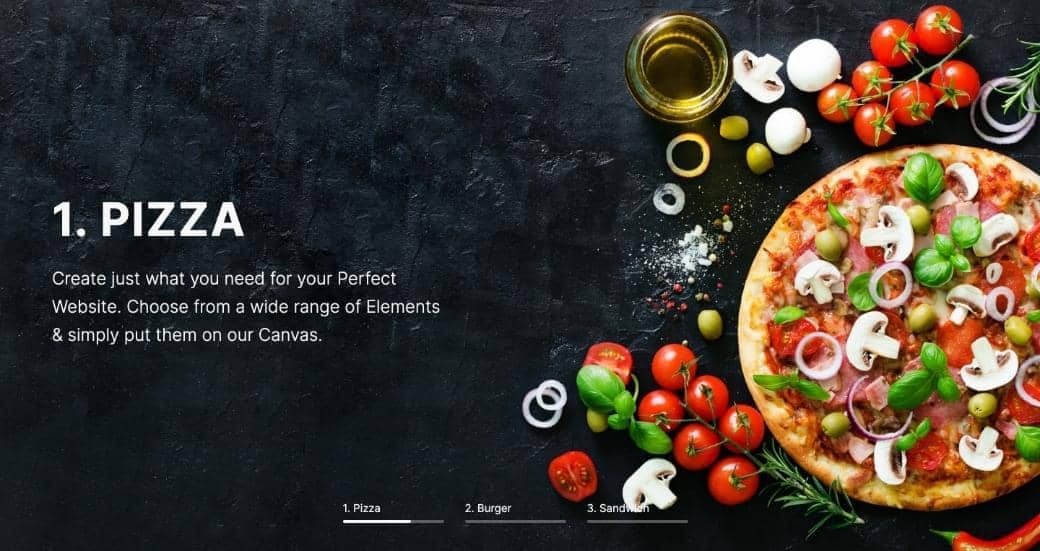 1. PIZZA
Create just what you need for your Perfect
Website. Choose from a wide range of Elements
& simply put them on our Canvas.
1. Pizza
2. Burger
3. Sandwich